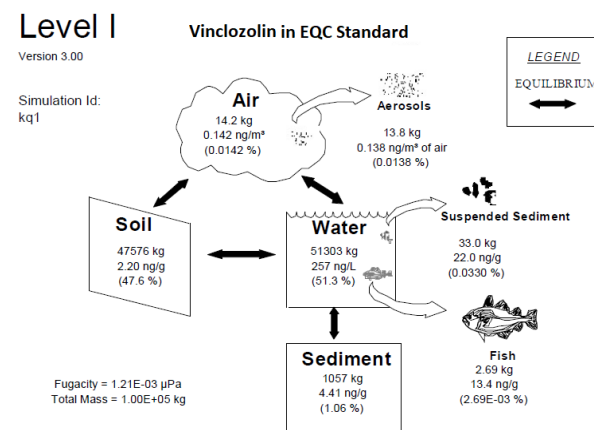 Level I
Vinclozolin in EQC Standard
Version 3.00
LEGEND
EQUILIBRIUM
Simulation Id:
kq1
Air
14.2 kg
0.142 ng/m³
(0.0142 %)
Aerosols
13.8 kg
0.138 ng/m³ of air
(0.0138 %)
Soil
47576 kg
2.20 ng/g
(47.6 %)
Water
51303 kg
257 ng/L
(51.3 %)
Suspended Sediment
33.0 kg
22.0 ng/g
(0.0330 %)
Sediment
1057 kg
4.41 ng/g
(1.06 %)
Fish
2.69 kg
13.4 ng/g
(2.69E-03 %)
Fugacity = 1.21E-03 µPa
Total Mass = 1.00E+05 kg